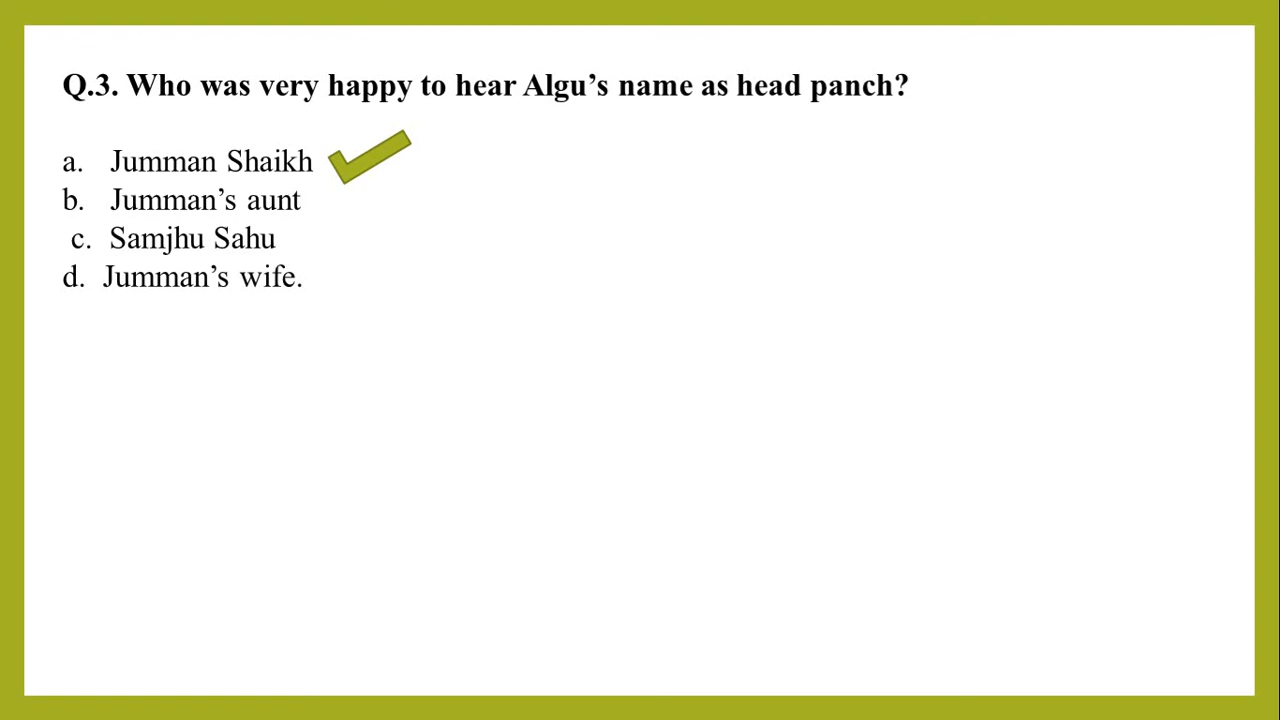 Q.3. Who was very happy to hear Algu’s name as head panch?
a. Jumman Shaikh
b. Jumman’s aunt
c. Samjhu Sahu
d. Jumman’s wife.